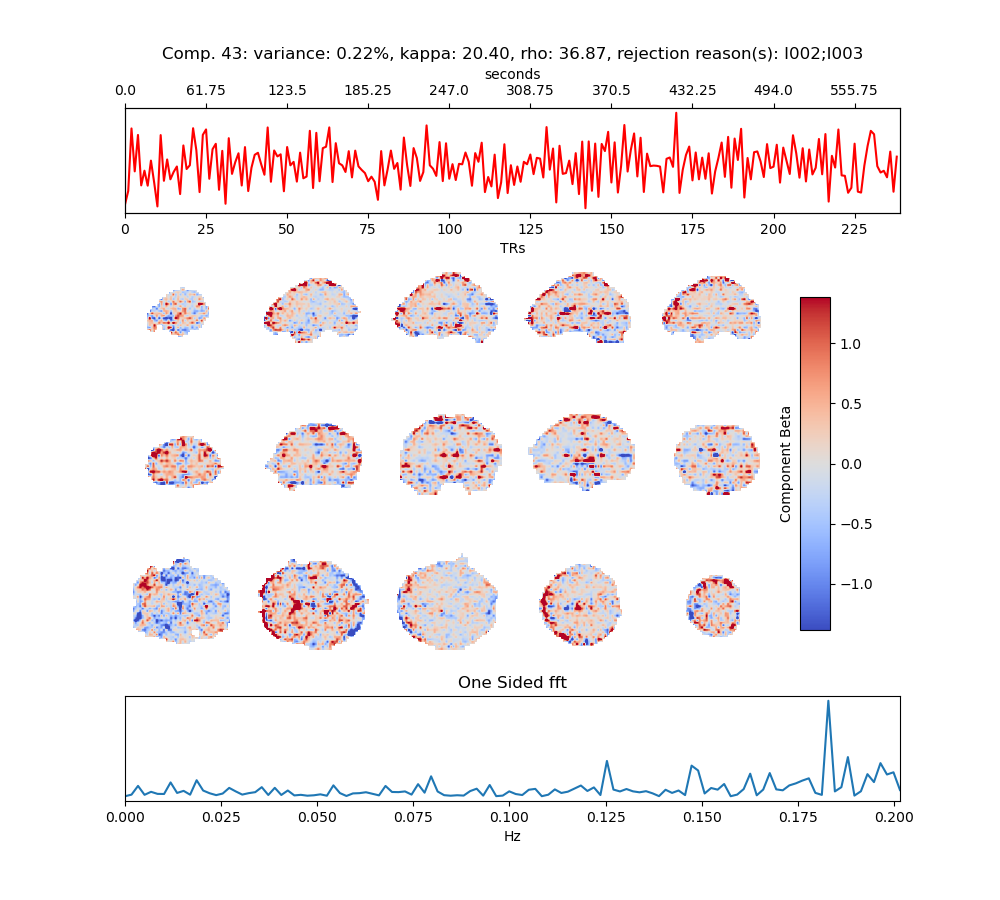 Comp. 43: variance: 0.22%, kappa: 20.40, rho: 36.87, rejection reason(s): I002;I003
seconds
0.0 61.75 123.5 185.25 247.0 308.75 370.5 432.25 494.0 555.75
0 25 50 75 100 125 150 175 200 225
TRs
1.0
0.5
0.0
−0.5
−1.0
Component Beta
One Sided fft
0.000 0.025 0.050 0.075 0.100 0.125 0.150 0.175 0.200
Hz